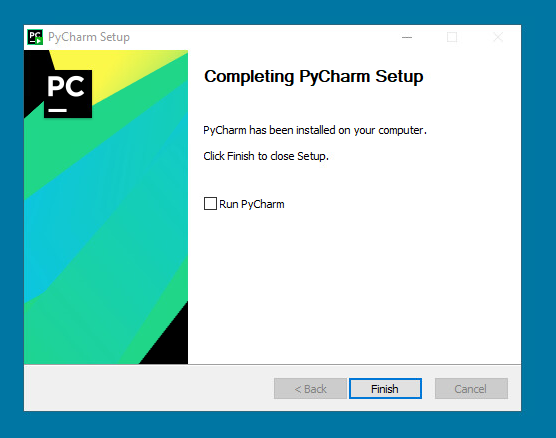 PC
PyCharm Setup
PC
Completing PyCharm Setup
PyCharm has been installed on your computer.
Click Finish to close Setup.
Run PyCharm
< Back
Finish
Cancel